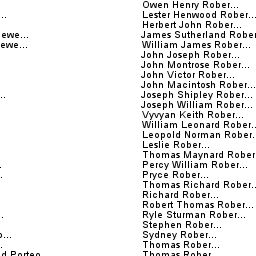 Owen Henry Rober...
... Lester Henwood Rober...
Herbert John Rober...
ewe... James Sutherland Rober
ewe... William James Rober...
John Joseph Rober...
John Montrose Rober...
John Victor Rober...
John Macintosh Rober...
... Joseph Shipley Rober...
Joseph William Rober...
Vyvyan Keith Rober...
William Leonard Rober..
Leopold Norman Rober..
Leslie Rober...
Thomas Maynard Rober
. Percy William Rober...
. Pryce Rober...
Thomas Richard Rober..
Richard Rober...
Robert Thomas Rober...
.. Ryle Sturman Rober...
Stephen Rober...
o... Sydney Rober...
. Thomas Rober...
d Porteo Thomas Rober